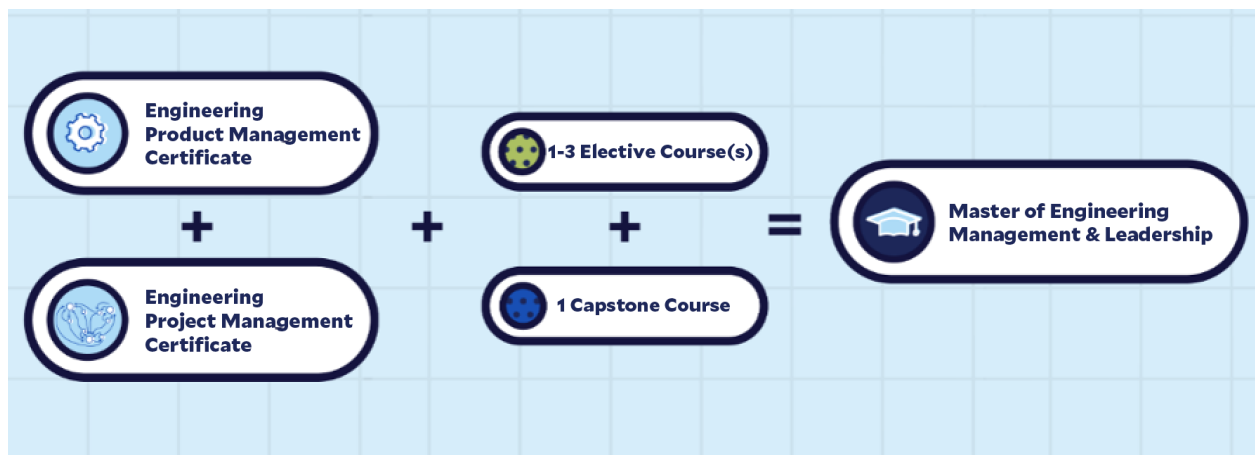 Engineering
Product Management
Certificate
+
Engineering
Project Management
Certificate
+
1-3 Elective Course(s)
+
1 Capstone Course
=
Master of Engineering
Management & Leadership